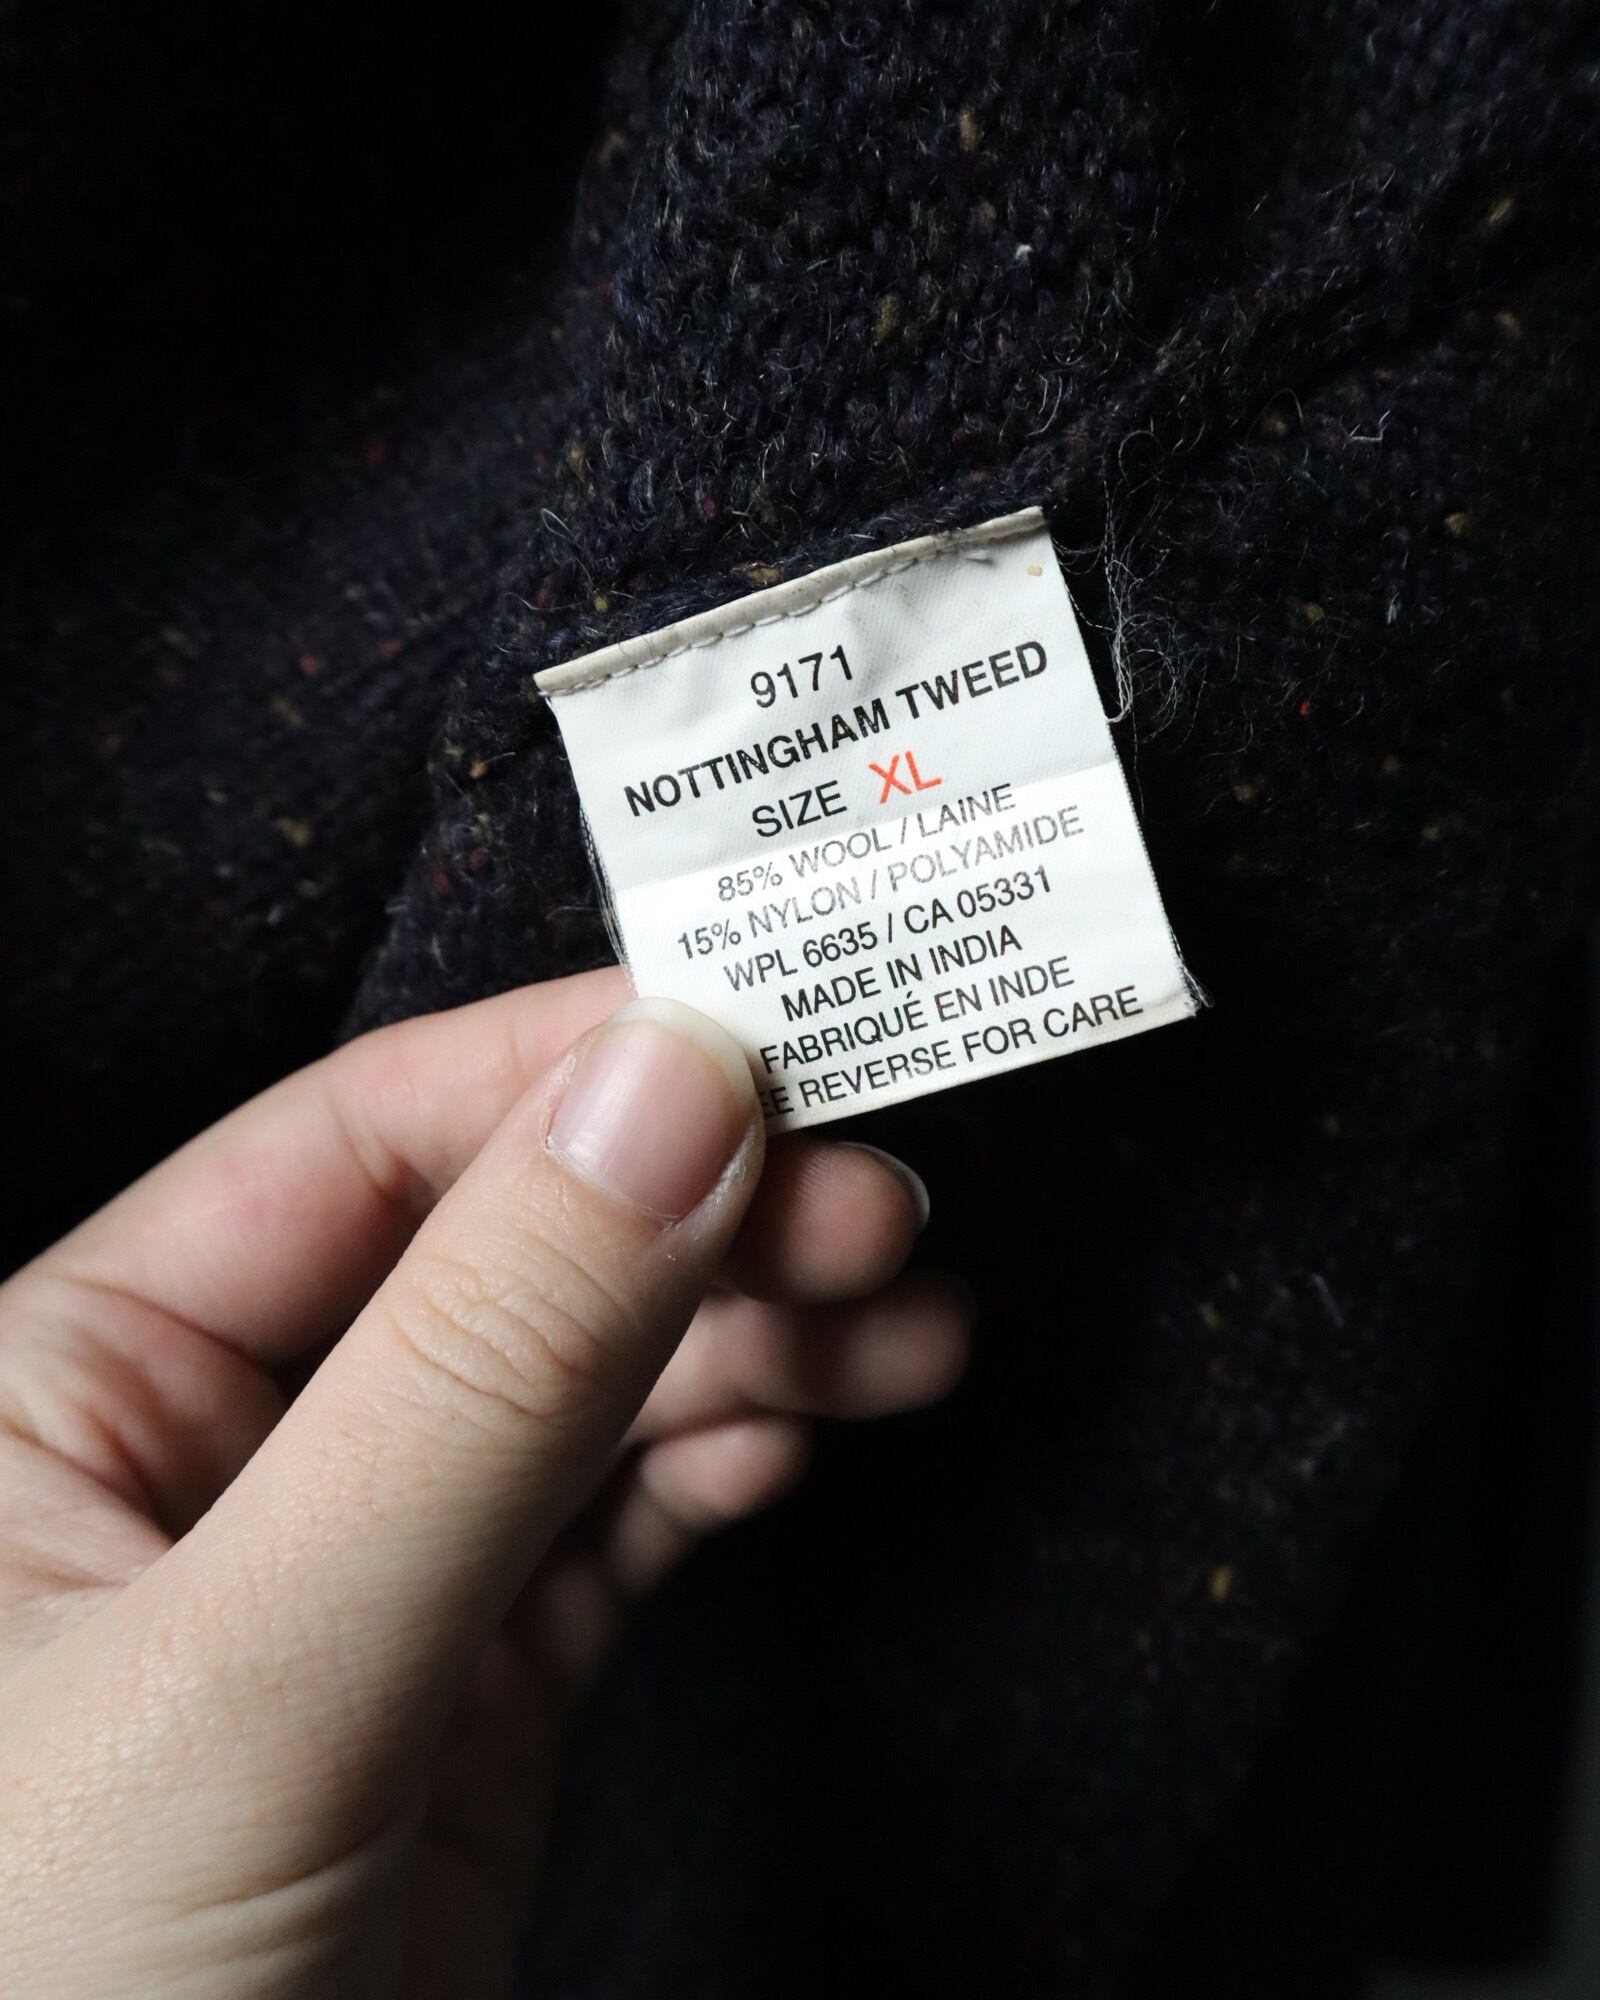 9171
NOTTINGHAM TWEED
SIZE XL
85% WOOL / LAINE
15% NYLON / POLYAMIDE
WPL 6635 / CA 05331
MADE IN INDIA
FABRIQUÉ EN INDE
EE REVERSE FOR CARE